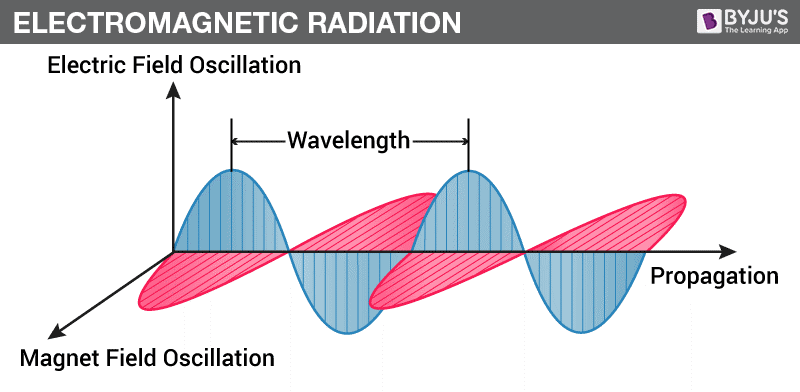 ELECTROMAGNETIC RADIATION
BYJU'S
The Learning App
Electric Field Oscillation
Wavelength
Propagation
Magnet Field Oscillation